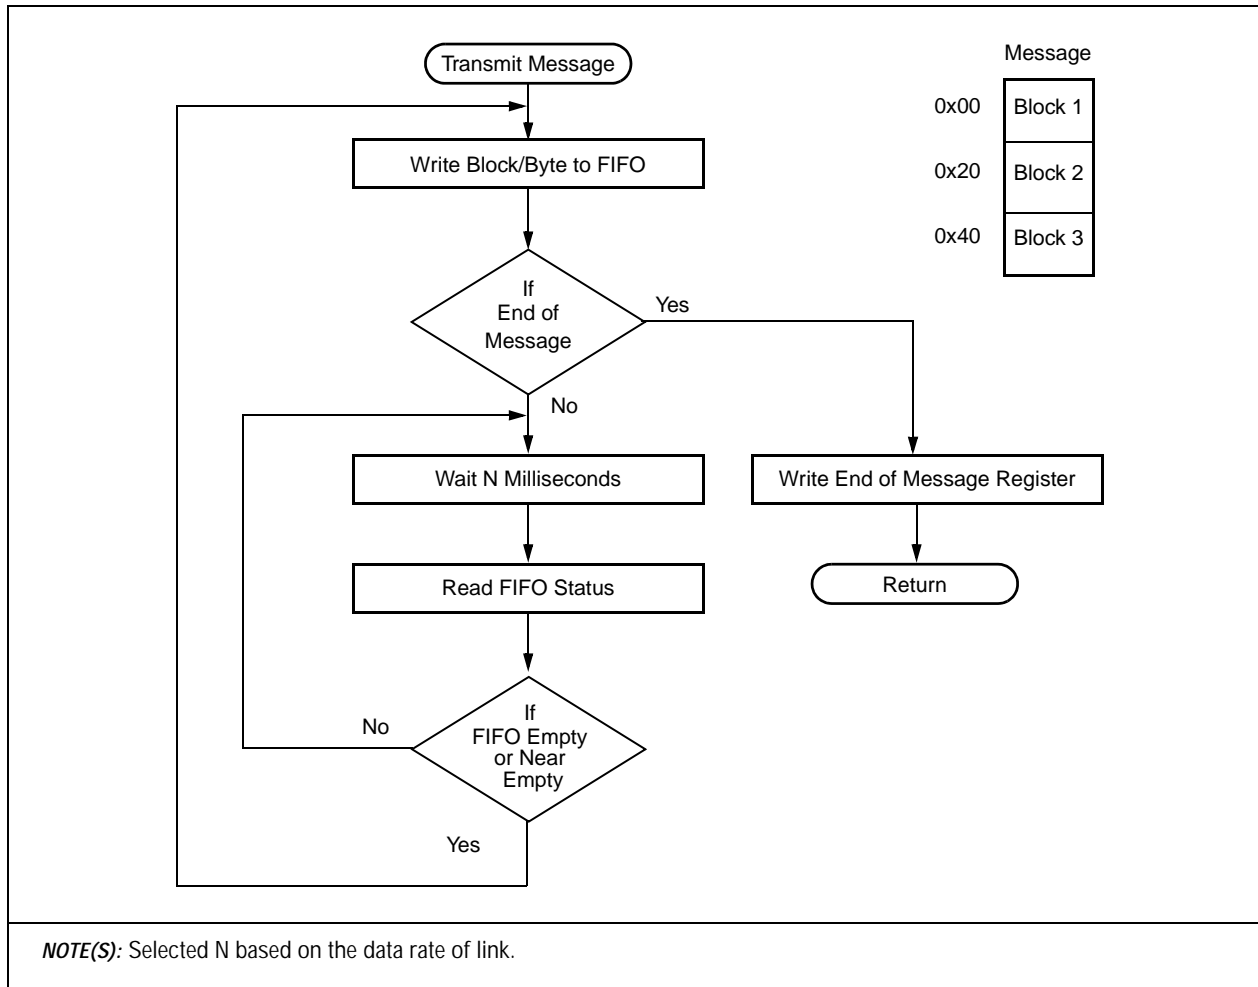 Transmit Message
Message
0x00 Block 1
Write Block/Byte to FIFO
0x20 Block 2
0x40 Block 3
If
End of
Message
Yes
No
Wait N Milliseconds
Write End of Message Register
Read FIFO Status
Return
If
FIFO Empty
or Near
Empty
No
Yes
NOTE(S): Selected N based on the data rate of link.